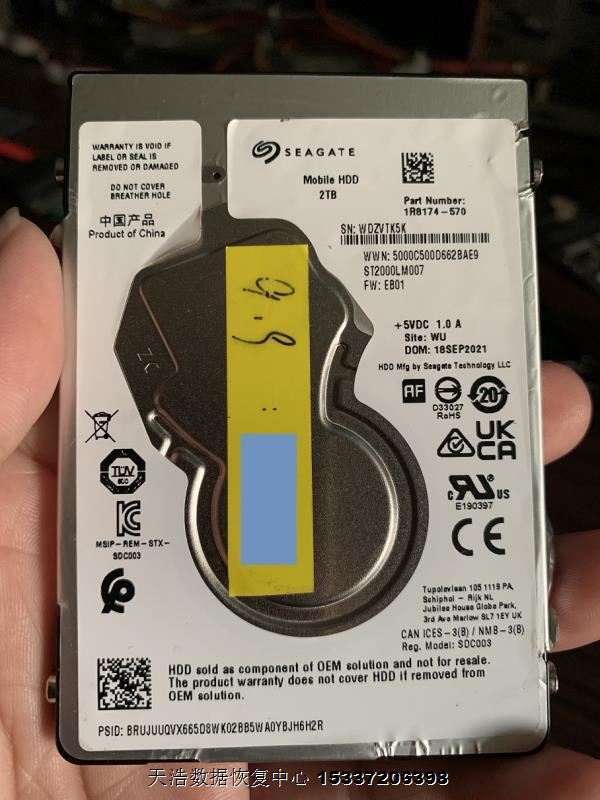 WARRANTY IS VOID IF
LABEL OR SEAL IS
REMOVED OR DAMAGED
DO NOT COVER
BREATHER HOLE
中国产品
Product of China
SEAGATE
Mobile HDD
2TB
Part Number:
1R8174-570
SN: WDZVTK5K
WWN: 5000C500D662BAE9
ST2000LM007
FW: EB01
+5VDC 1.0 A
Site: WU
DOM: 18SEP2021
HDD Mfg by Seagate Technology LLC
AF
D33027
RoHS
20
UK
CA
TÜV
c RU US
E190397
MSIP-REM-STX-
SDC003
CE
Tupolevlaan 105 1119 PA,
Schiphol - Rijk NL
Jubilee House Globe Park,
3rd Ave Marlow SL7 1EY UK
CAN ICES-3(B) / NMB-3(B)
Reg. Model: SDC003
HDD sold as component of OEM solution and not for resale.
The product warranty does not cover HDD if removed from
OEM solution.
PSID: BRUJUUQVX665D8WK02BB5WA0YBJH6H2R
天浩数据恢复中心 15337206398